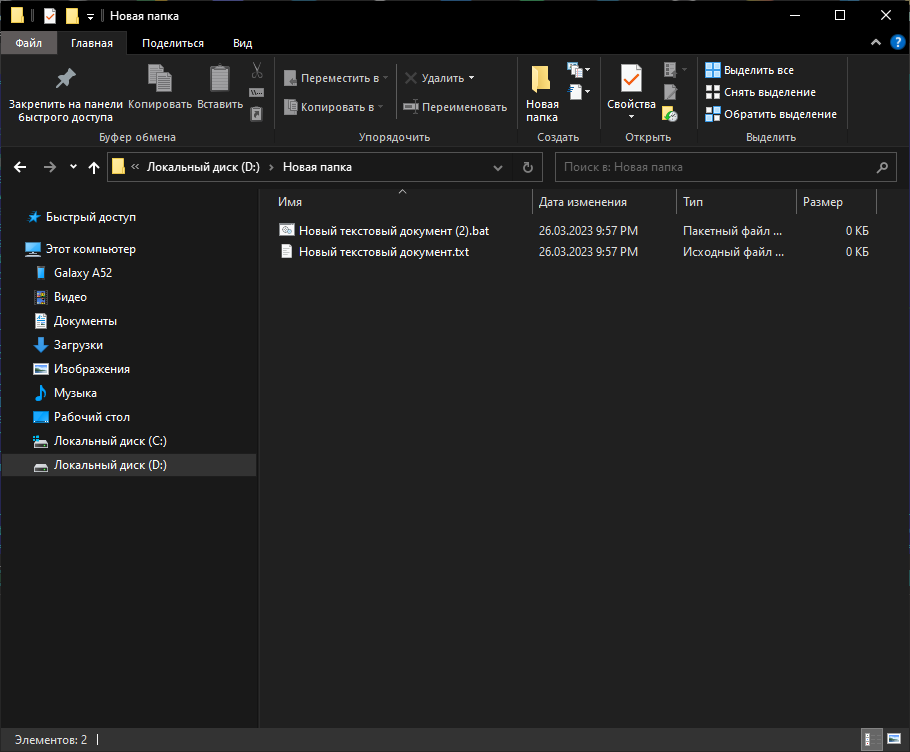 Новая папка
Файл Главная Поделиться Вид
Закрепить на панели быстрого доступа
Копировать
Вставить
Буфер обмена
Переместить в
Копировать в
Удалить
Переименовать
Упорядочить
Новая папка
Создать
Свойства
Открыть
Выделить все
Снять выделение
Обратить выделение
Выделить
« Локальный диск (D:) › Новая папка
Поиск в: Новая папка
Быстрый доступ
Этот компьютер
Galaxy A52
Видео
Документы
Загрузки
Изображения
Музыка
Рабочий стол
Локальный диск (C:)
Локальный диск (D:)
Имя Дата изменения Тип Размер
Новый текстовый документ (2).bat 26.03.2023 9:57 PM Пакетный файл ... 0 КБ
Новый текстовый документ.txt 26.03.2023 9:57 PM Исходный файл ... 0 КБ
Элементов: 2